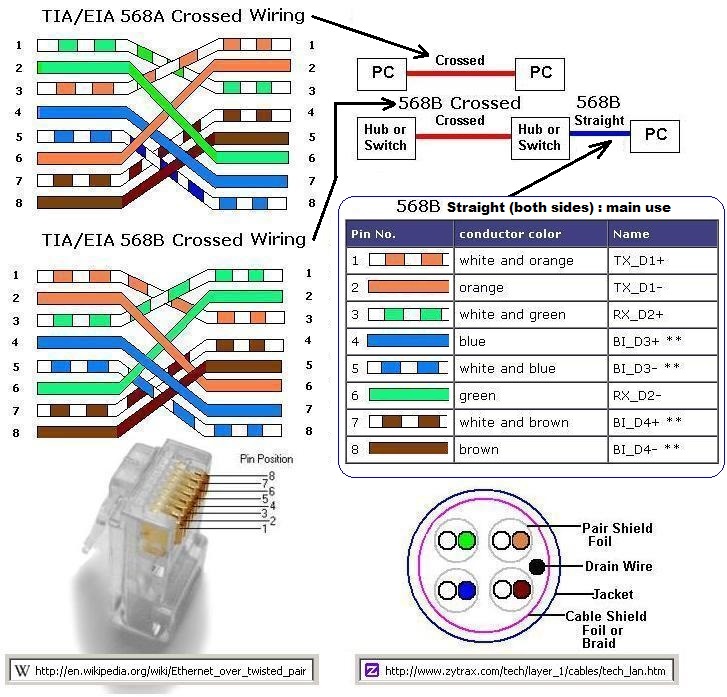 TIA/EIA 568A Crossed Wiring
1 1
2 2
3 3
4 4
5 5
6 6
7 7
8 8
PC Crossed PC
568B Crossed
568B
Straight
Hub or
Switch
Crossed
Hub or
Switch
PC
TIA/EIA 568B Crossed Wiring
1 1
2 2
3 3
4 4
5 5
6 6
7 7
8 8
568B Straight (both sides) : main use
Pin No. conductor color Name
1 white and orange TX_D1+
2 orange TX_D1-
3 white and green RX_D2+
4 blue BI_D3+ **
5 white and blue BI_D3- **
6 green RX_D2-
7 white and brown BI_D4+ **
8 brown BI_D4- **
Pin Position
8
7
6
5
4
3
2
1
Pair Shield
Foil
Drain Wire
Jacket
Cable Shield
Foil or
Braid
W http://en.wikipedia.org/wiki/Ethernet_over_twisted_pair
Z http://www.zytrax.com/tech/layer_1/cables/tech_lan.htm